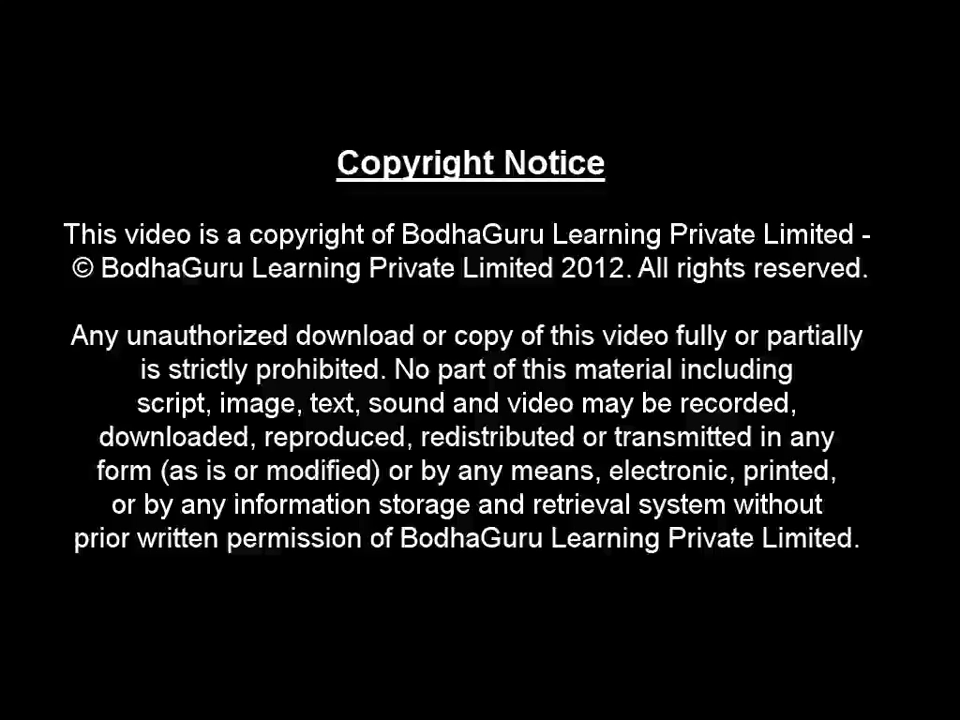 Copyright Notice
This video is a copyright of BodhaGuru Learning Private Limited -
© BodhaGuru Learning Private Limited 2012. All rights reserved.
Any unauthorized download or copy of this video fully or partially
is strictly prohibited. No part of this material including
script, image, text, sound and video may be recorded,
downloaded, reproduced, redistributed or transmitted in any
form (as is or modified) or by any means, electronic, printed,
or by any information storage and retrieval system without
prior written permission of BodhaGuru Learning Private Limited.